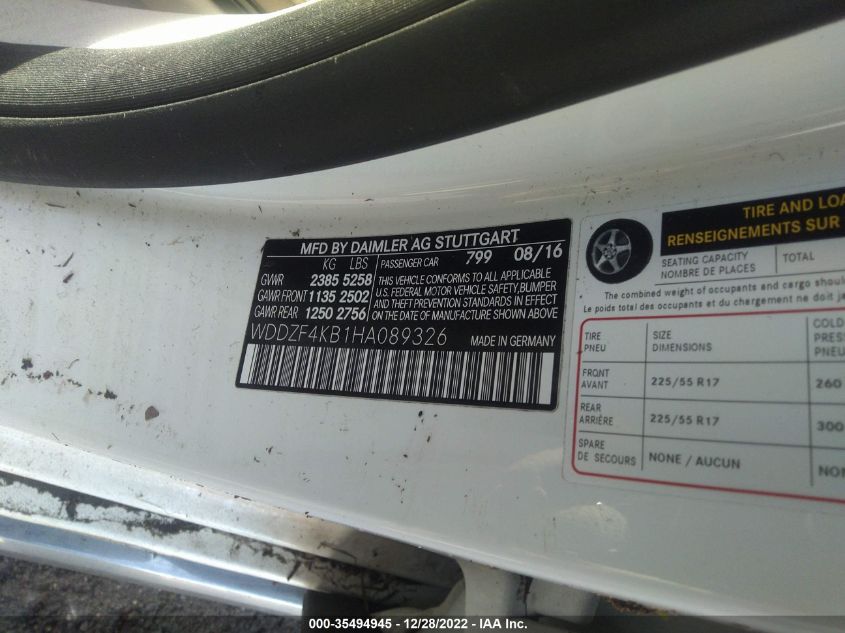 MFD BY DAIMLER AG STUTTGART
KG LBS PASSENGER CAR 799 08/16
GVWR 2385 5258
GAWR FRONT 1135 2502
GAWR REAR 1250 2756
THIS VEHICLE CONFORMS TO ALL APPLICABLE
U.S. FEDERAL MOTOR VEHICLE SAFETY,BUMPER
AND THEFT PREVENTION STANDARDS IN EFFECT
ON THE DATE OF MANUFACTURE SHOWN ABOVE
WDDZF4KB1HA089326 MADE IN GERMANY
TIRE AND
RENSEIGNEMENTS SUR
SEATING CAPACITY
NOMBRE DE PLACES
TOTAL
The combined weight of occupants and cargo
Le poids total des occupants et du chargement ne doit
TIRE
PNEU
SIZE
DIMENSIONS
COLD
FRONT
AVANT
225/55 R17
260
REAR
ARRIÈRE
225/55 R17
300
SPARE
DE SECOURS
NONE / AUCUN
000-35494945 - 12/28/2022 - IAA Inc.